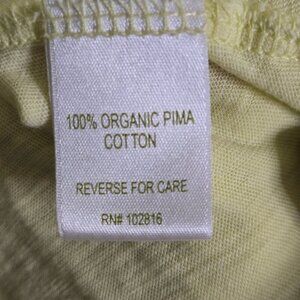 100% ORGANIC PIMA
COTTON
REVERSE FOR CARE
RN# 102816